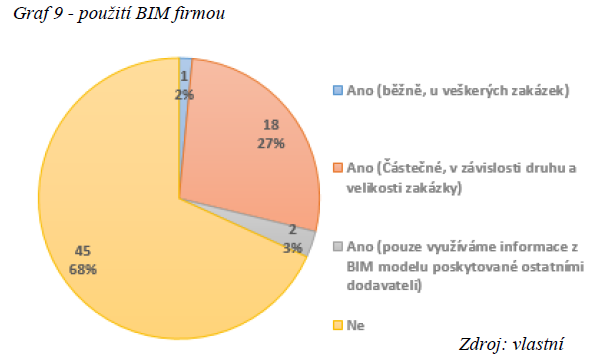 Graf 9 - použití BIM firmou
1
2%
18
27%
2
3%
45
68%
Ano (běžně, u veškerých zakázek)
Ano (Částečné, v závislosti druhu a
velikosti zakázky)
Ano (pouze využíváme informace z
BIM modelu poskytované ostatními
dodavateli)
Ne
Zdroj: vlastní